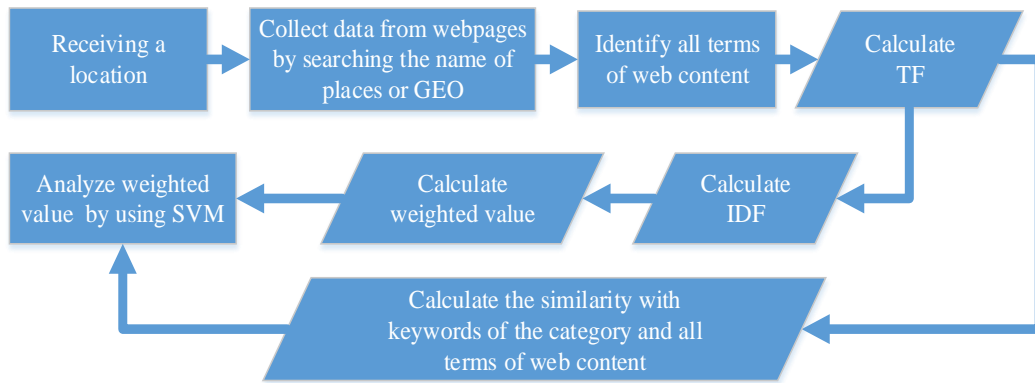 Receiving a
location
Collect data from webpages
by searching the name of
places or GEO
Identify all terms
of web content
Calculate
TF
Analyze weighted
value by using SVM
Calculate
weighted value
Calculate
IDF
Calculate the similarity with
keywords of the category and all
terms of web content